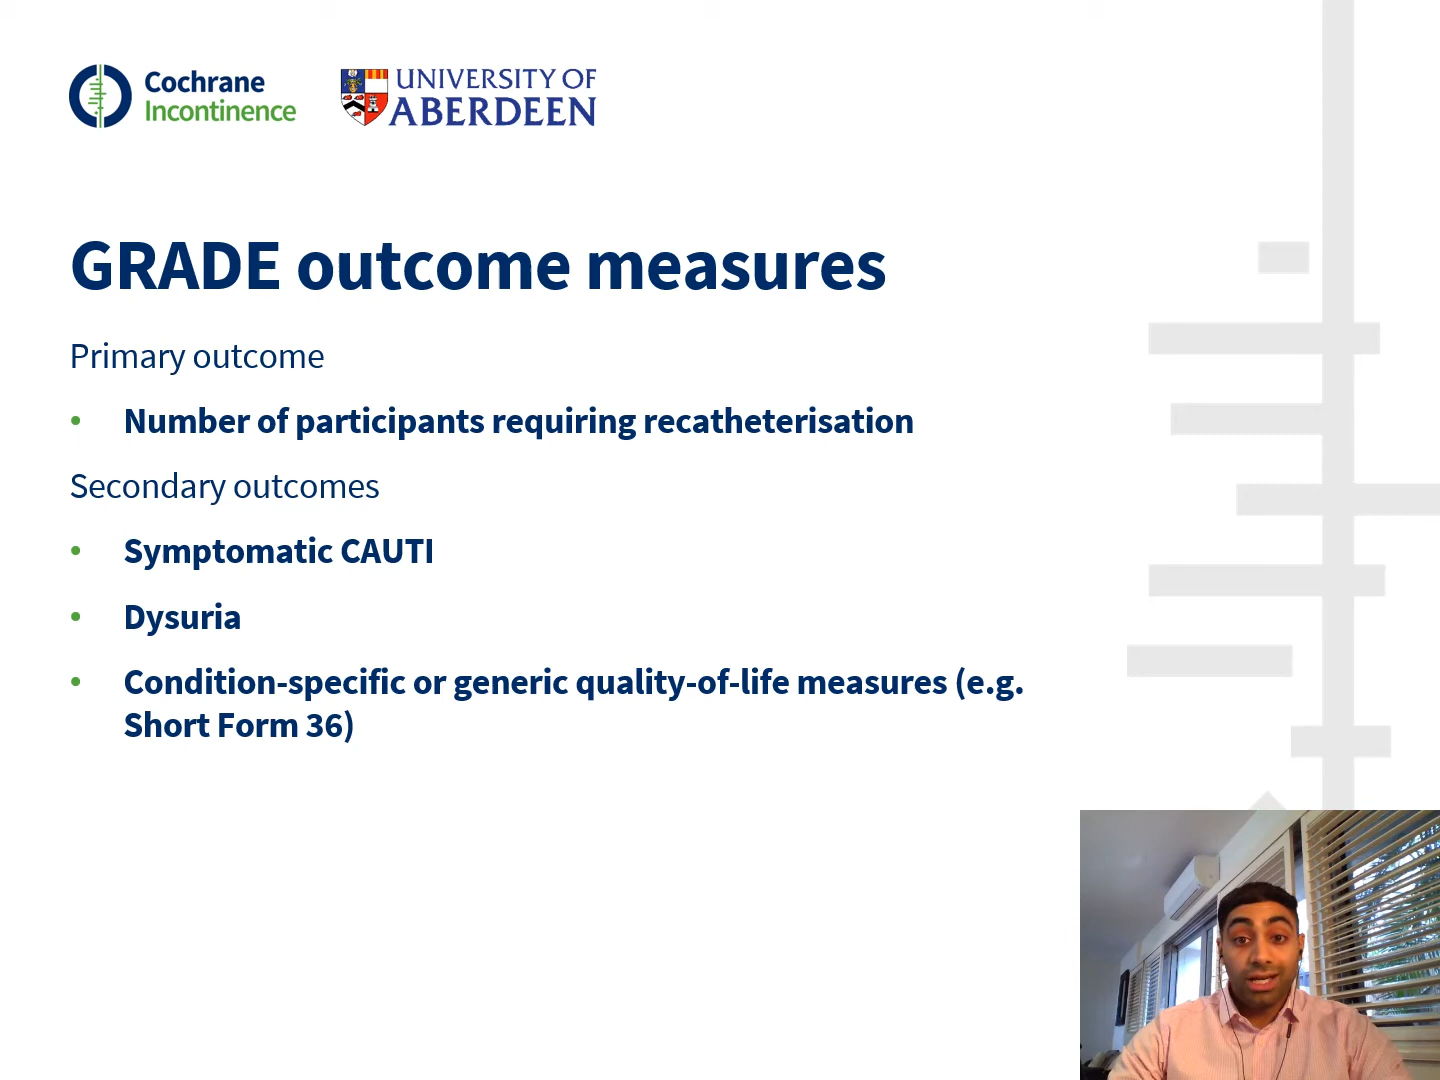 Cochrane
Incontinence
UNIVERSITY OF
ABERDEEN
GRADE outcome measures
Primary outcome
• Number of participants requiring recatheterisation
Secondary outcomes
• Symptomatic CAUTI
• Dysuria
• Condition-specific or generic quality-of-life measures (e.g.
Short Form 36)